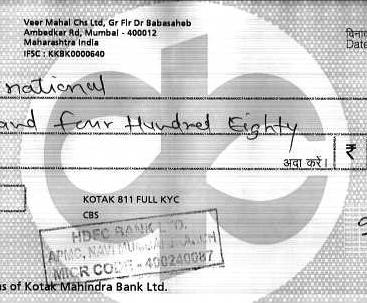 Veer Mahal Chs Ltd, Gr Flr Dr Babasaheb
Ambedkar Rd, Mumbai - 400012
Maharashtra India
IFSC : KKBK0000640
Date
national
and four Hundred Eighty
अदा करें। ₹
KOTAK 811 FULL KYC
CBS
HDFC BANK LTD.
APMC, NAVI MUMBAI BRANCH
MICR CODE - 400240087
s of Kotak Mahindra Bank Ltd.